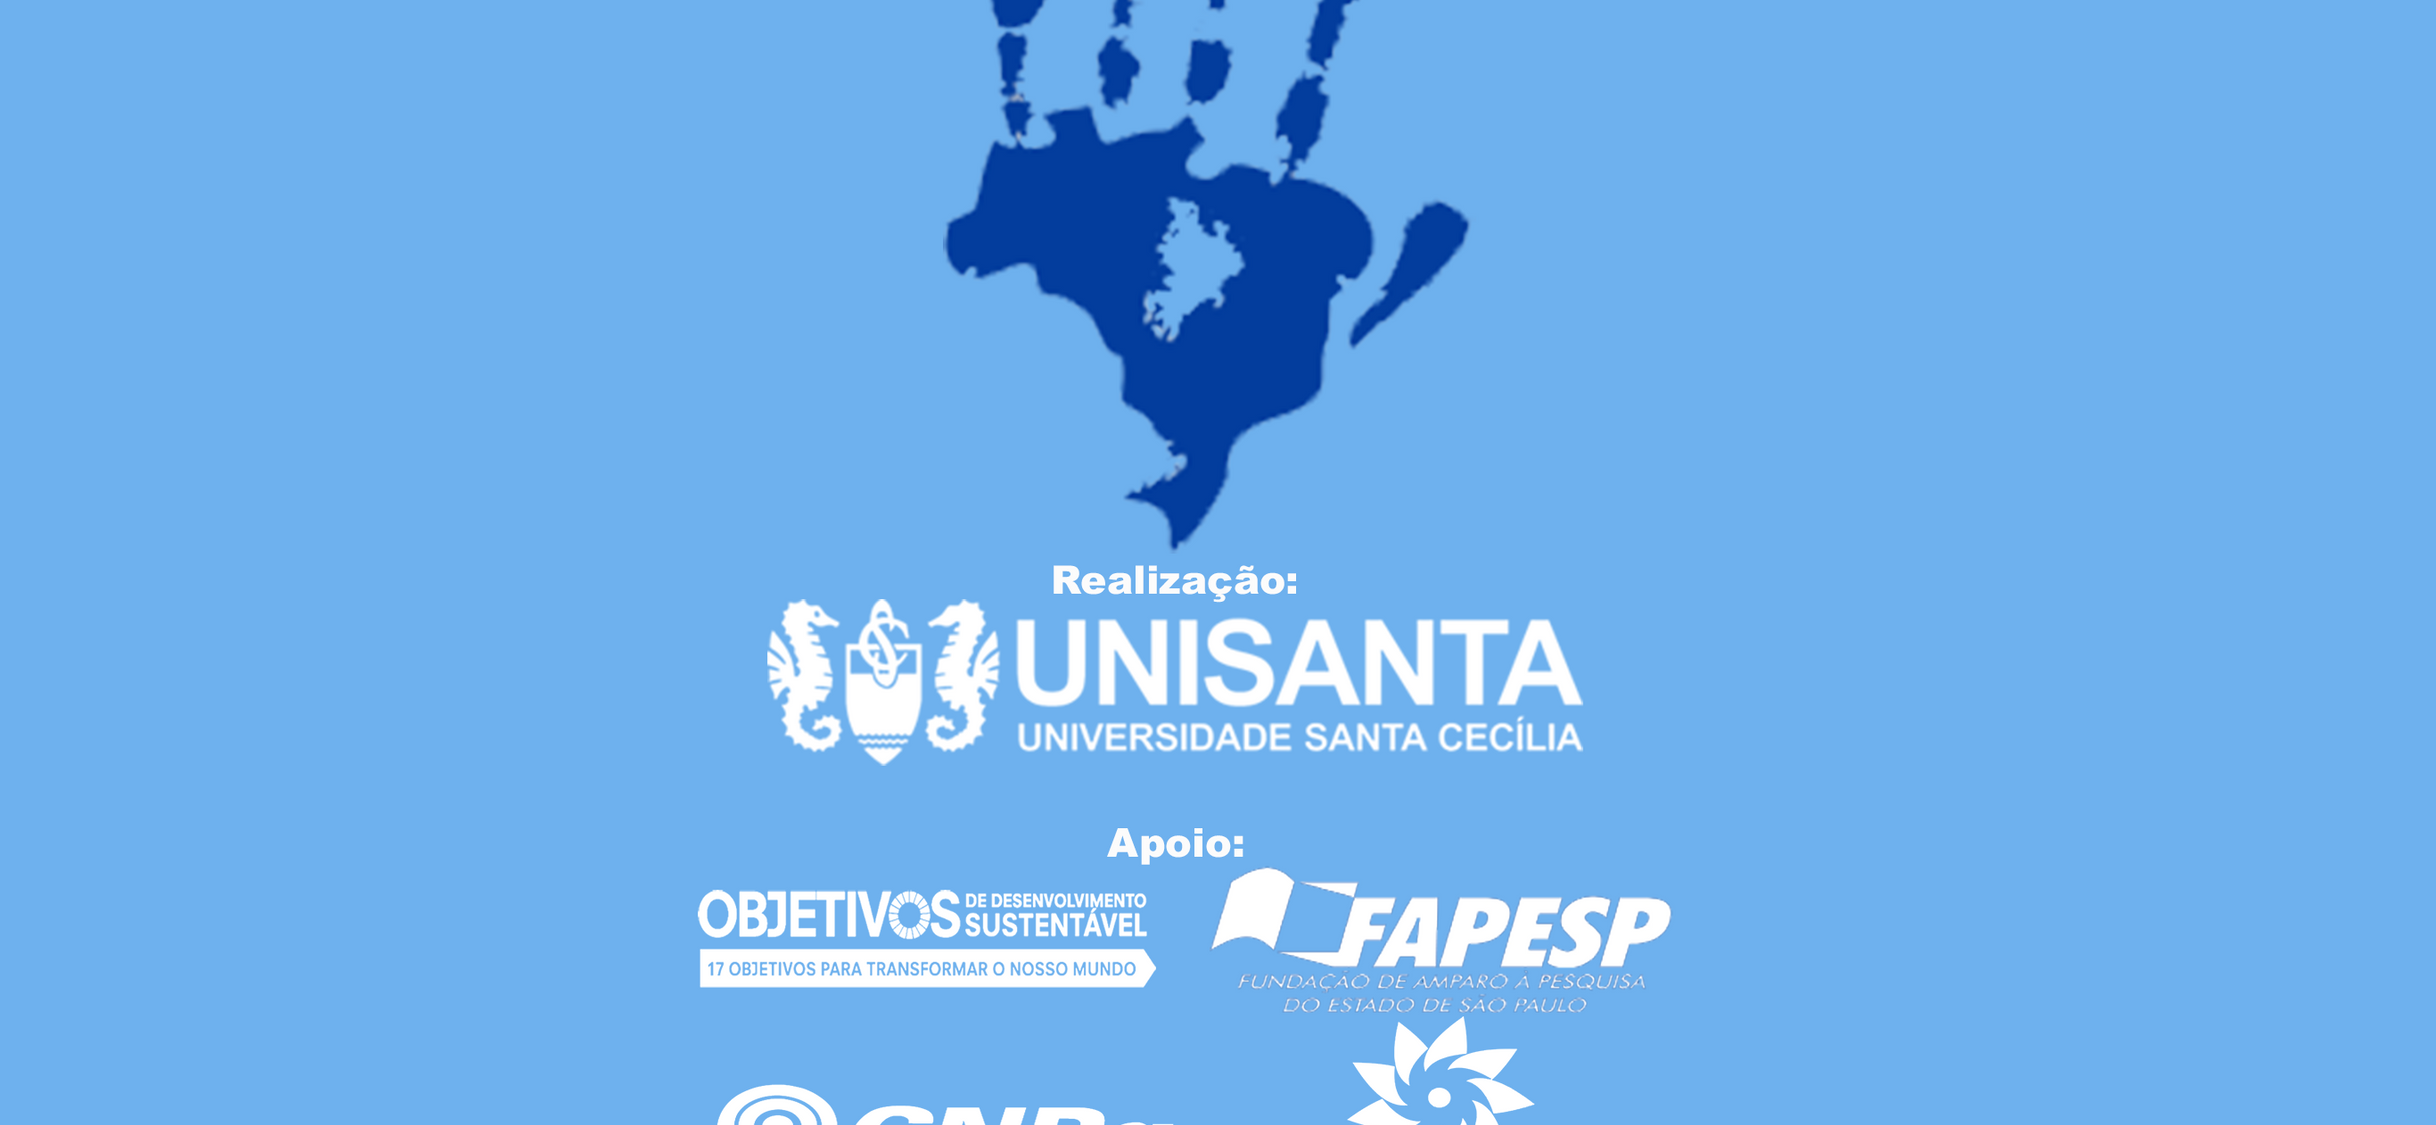 Realização:
UNISANTA
UNIVERSIDADE SANTA CECÍLIA
Apoio:
OBJETIVOS DE DESENVOLVIMENTO
SUSTENTÁVEL
17 OBJETIVOS PARA TRANSFORMAR O NOSSO MUNDO
FAPESP
FUNDAÇÃO DE AMPARO A PESQUISA
DO ESTADO DE SÃO PAULO